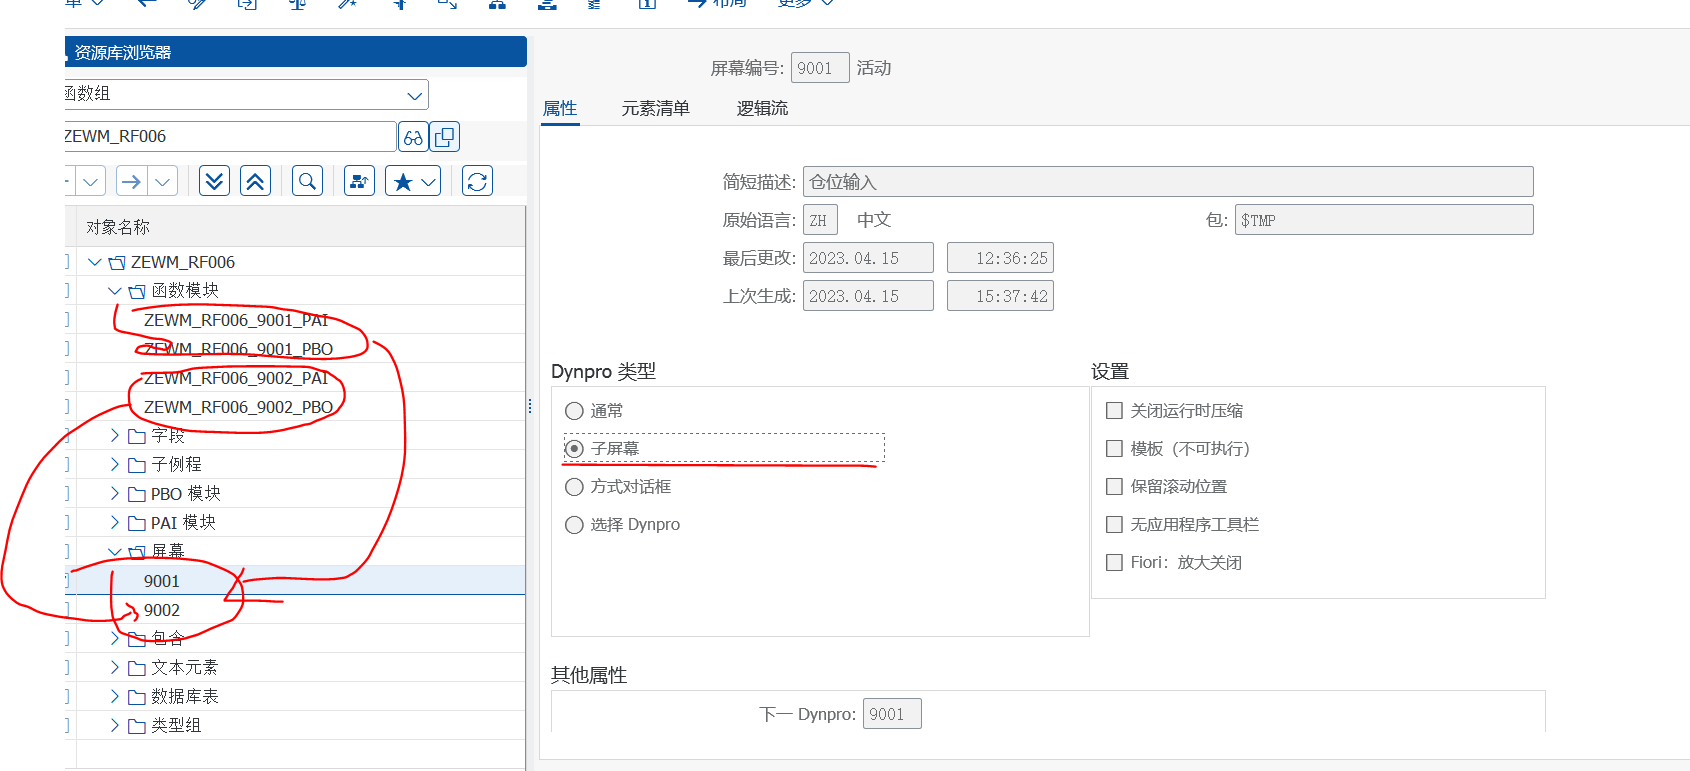 单
布局
更多
资源库浏览器
函数组
ZEWM_RF006
对象名称
ZEWM_RF006
函数模块
ZEWM_RF006_9001_PAI
ZEWM_RF006_9001_PBO
ZEWM_RF006_9002_PAI
ZEWM_RF006_9002_PBO
字段
子例程
PBO 模块
PAI 模块
屏幕
9001
9002
包含
文本元素
数据库表
类型组
屏幕编号: 9001 活动
属性 元素清单 逻辑流
简短描述: 仓位输入
原始语言: ZH 中文 包: $TMP
最后更改: 2023.04.15 12:36:25
上次生成: 2023.04.15 15:37:42
Dynpro 类型
通常
子屏幕
方式对话框
选择 Dynpro
设置
关闭运行时压缩
模板（不可执行）
保留滚动位置
无应用程序工具栏
Fiori：放大关闭
其他属性
下一 Dynpro: 9001